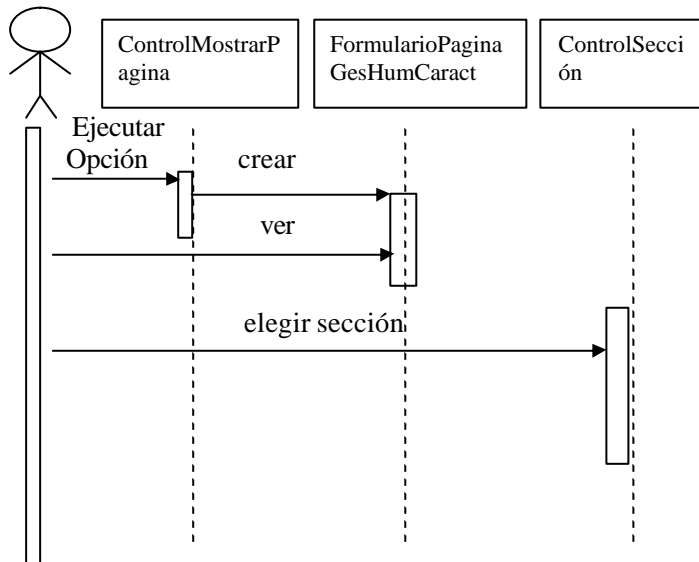 ControlMostrarP
agina
FormularioPagina
GesHumCaract
ControlSecci
ón
Ejecutar
Opción
crear
ver
elegir sección